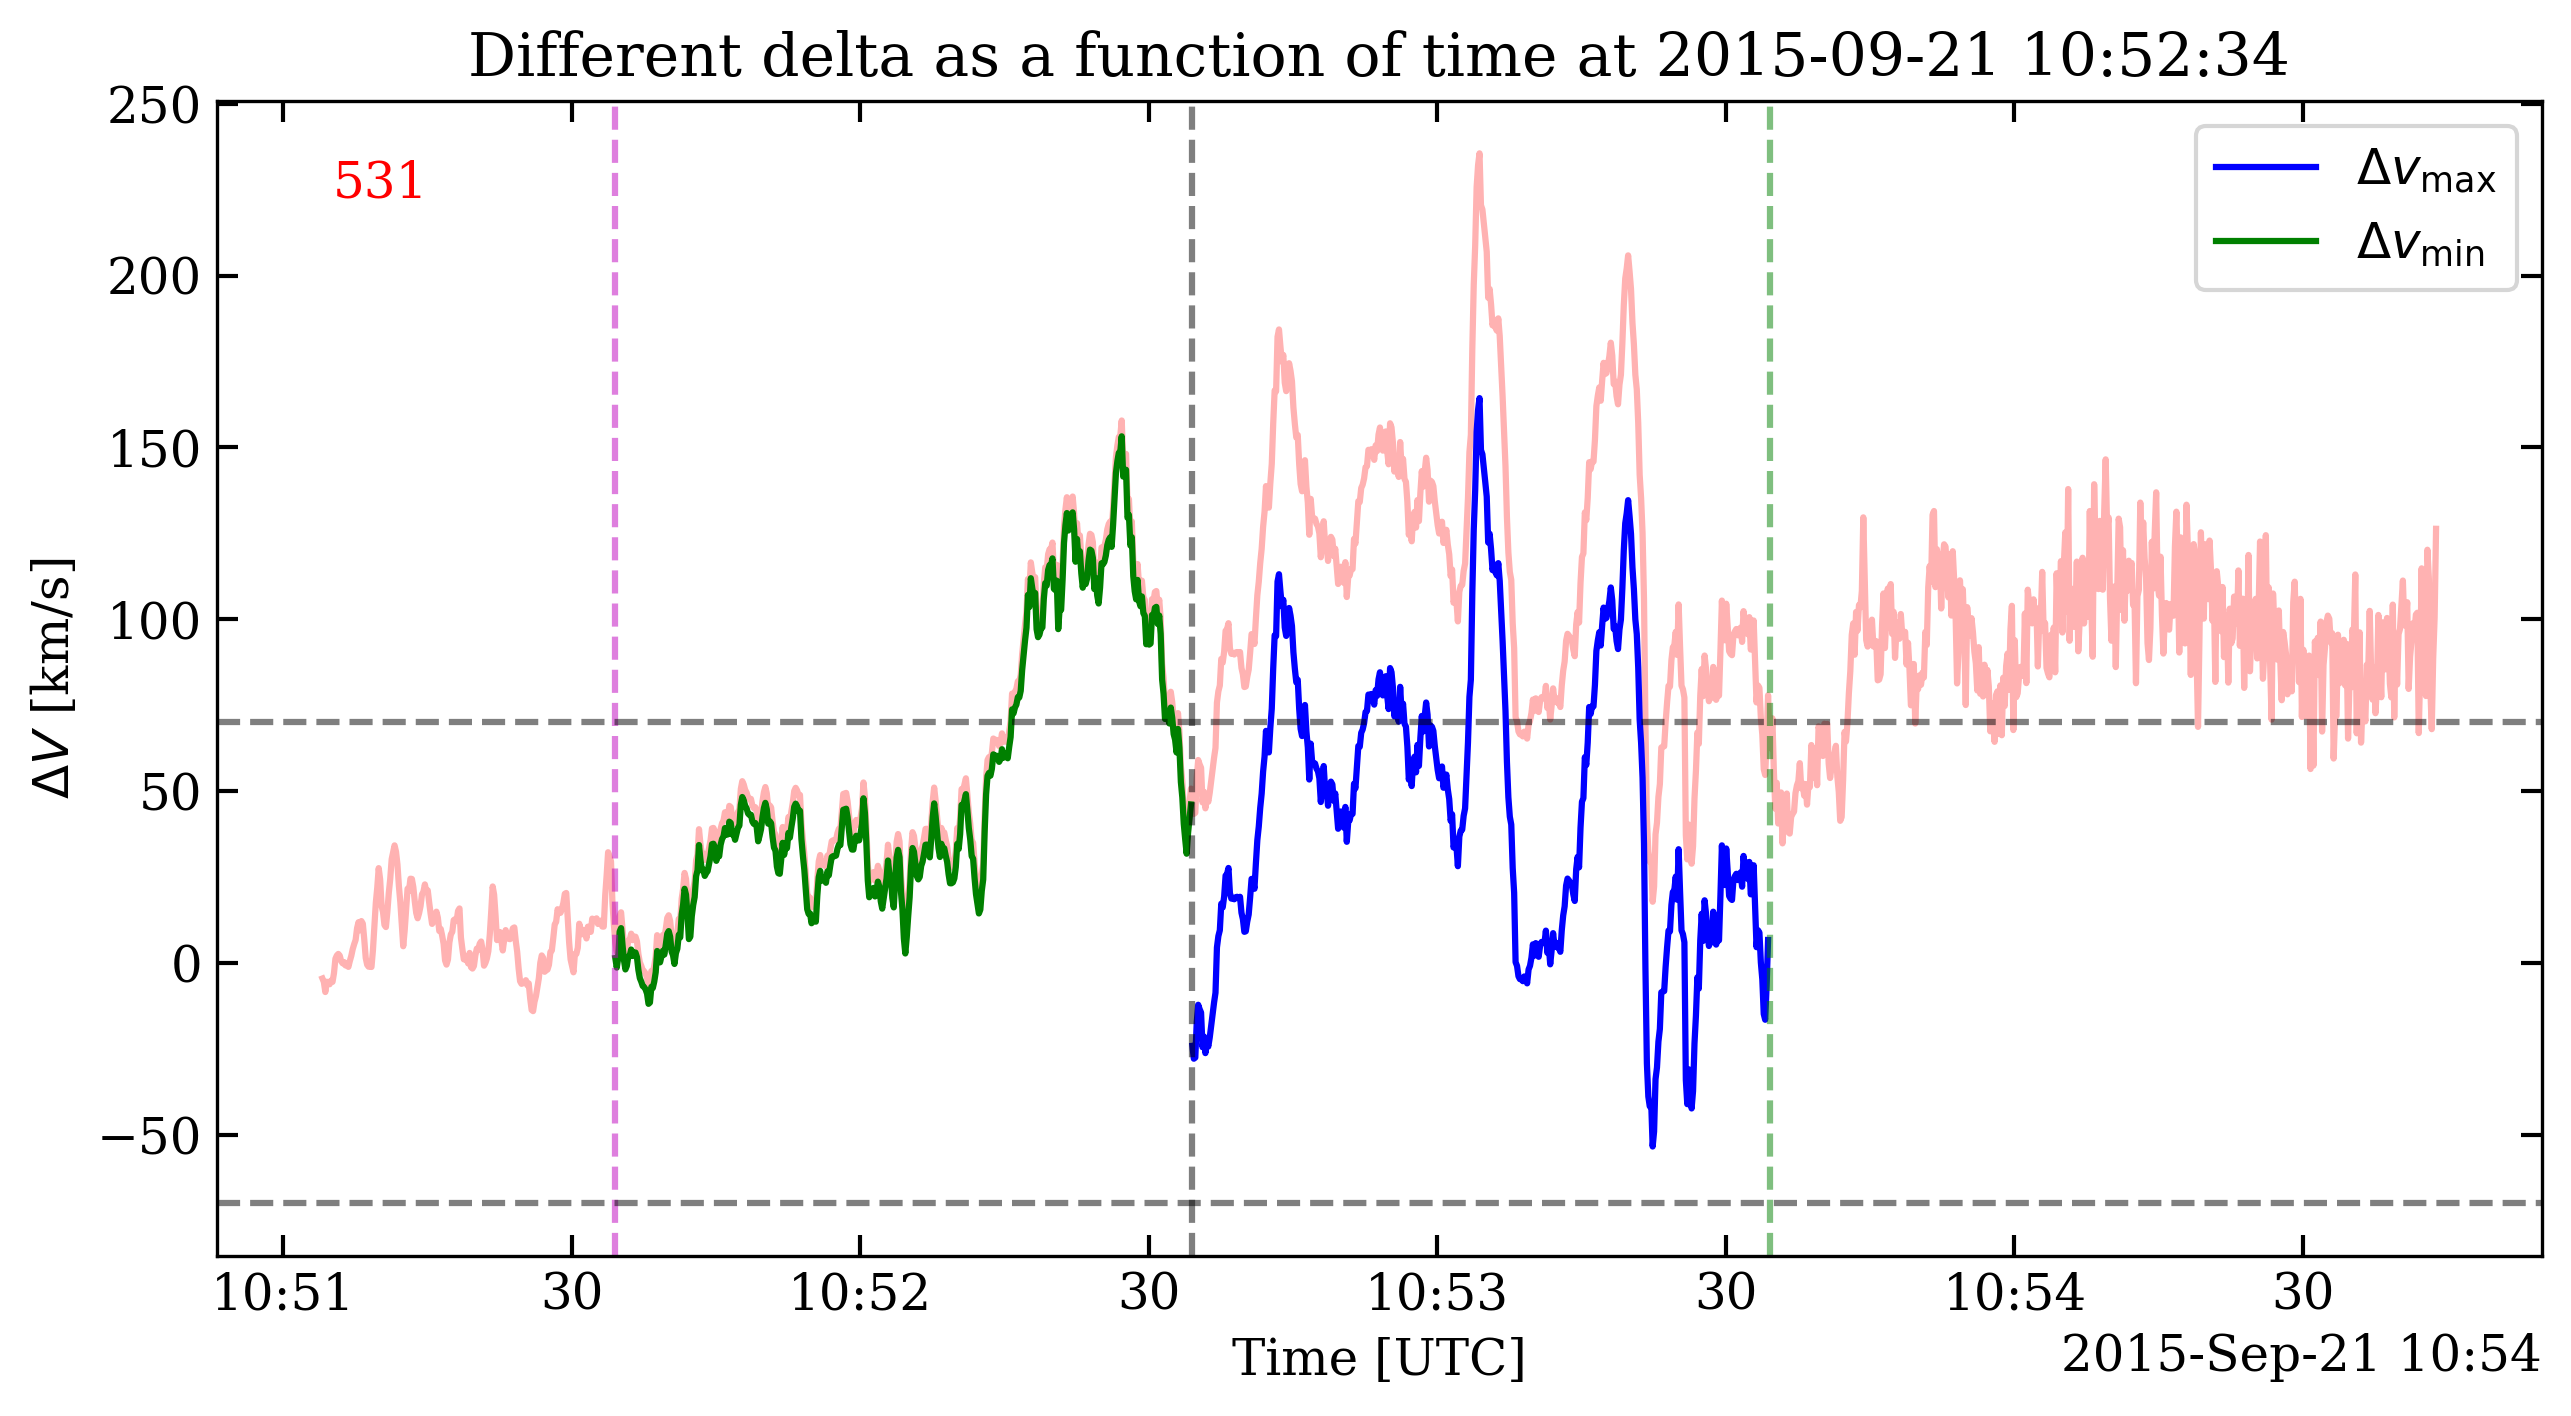 Different delta as a function of time at 2015-09-21 10:52:34
250
200
150
100
50
0
−50
ΔV [km/s]
531
Δv_max
Δv_min
10:51 30 10:52 30 10:53 30 10:54 30
Time [UTC]
2015-Sep-21 10:54